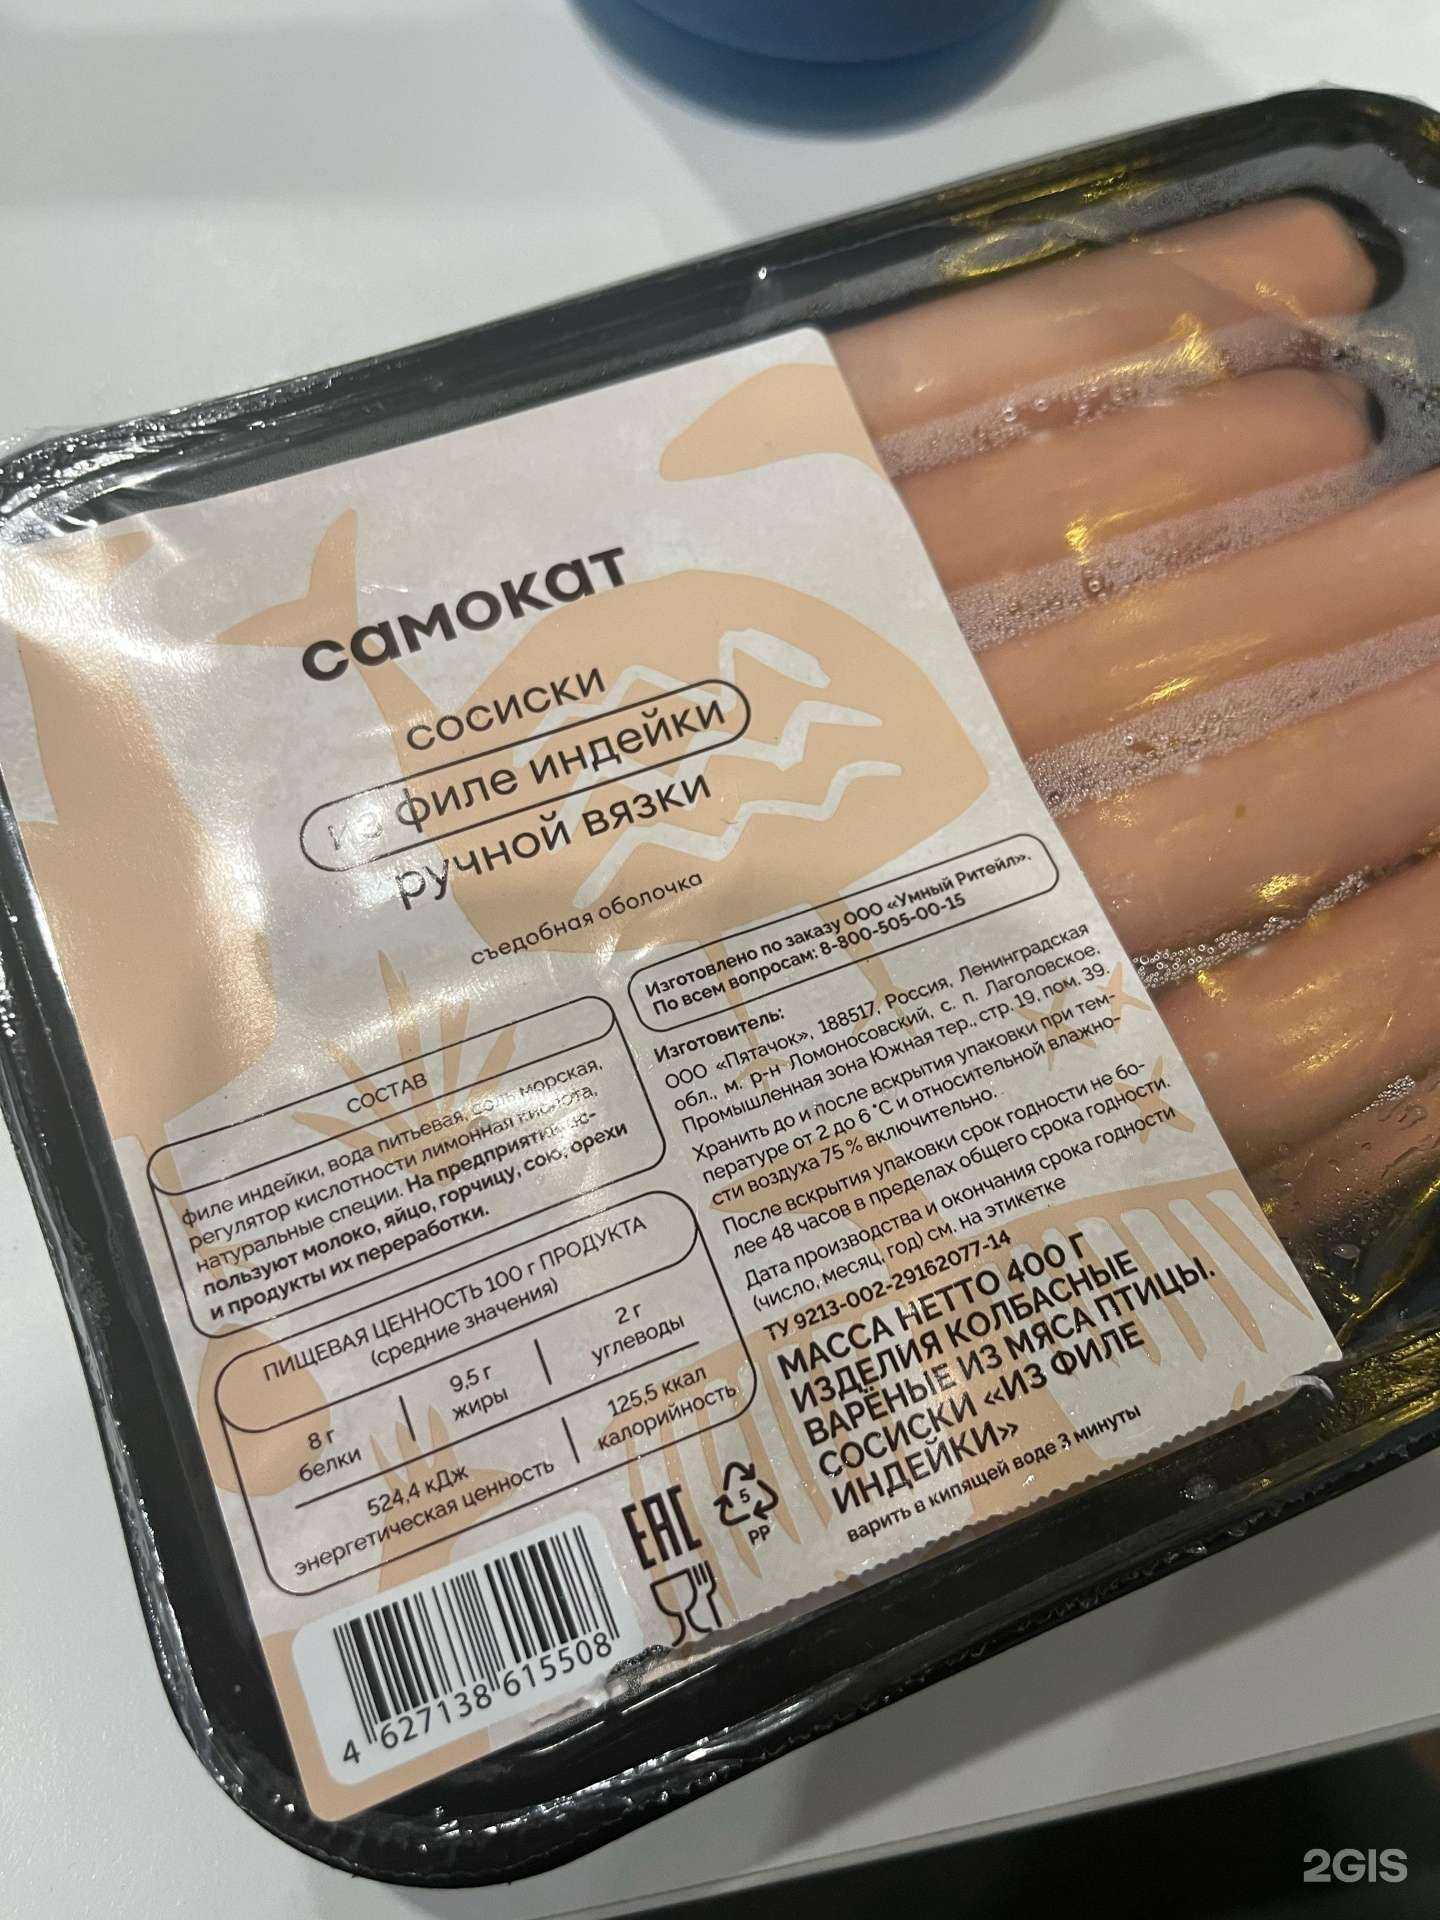 самокат
сосиски
из филе индейки
ручной вязки
съедобная оболочка
СОСТАВ
филе индейки, вода питьевая, соль морская,
регулятор кислотности лимонная кислота,
натуральные специи. На предприятии ис-
пользуют молоко, яйцо, горчицу, сою, орехи
и продукты их переработки.
ПИЩЕВАЯ ЦЕННОСТЬ 100 г ПРОДУКТА
(средние значения)
8 г
белки
9,5 г
жиры
2 г
углеводы
524,4 кДж
энергетическая ценность
125,5 ккал
калорийность
4 627138 615508
Изготовлено по заказу ООО «Умный Ритейл».
По всем вопросам: 8-800-505-00-15
Изготовитель:
ООО «Пятачок», 188517, Россия, Ленинградская
обл., м. р-н Ломоносовский, с. п. Лаголовское,
Промышленная зона Южная тер., стр. 19, пом. 39.
Хранить до и после вскрытия упаковки при тем-
пературе от 2 до 6 °С и относительной влажно-
сти воздуха 75 % включительно.
После вскрытия упаковки срок годности не бо-
лее 48 часов в пределах общего срока годности.
Дата производства и окончания срока годности
(число, месяц, год) см. на этикетке
ТУ 9213-002-29162077-14
МАССА НЕТТО 400 Г
ИЗДЕЛИЯ КОЛБАСНЫЕ
ВАРЁНЫЕ ИЗ МЯСА ПТИЦЫ.
СОСИСКИ «ИЗ ФИЛЕ
ИНДЕЙКИ»
варить в кипящей воде 3 минуты
EAC
5
PP
2GIS